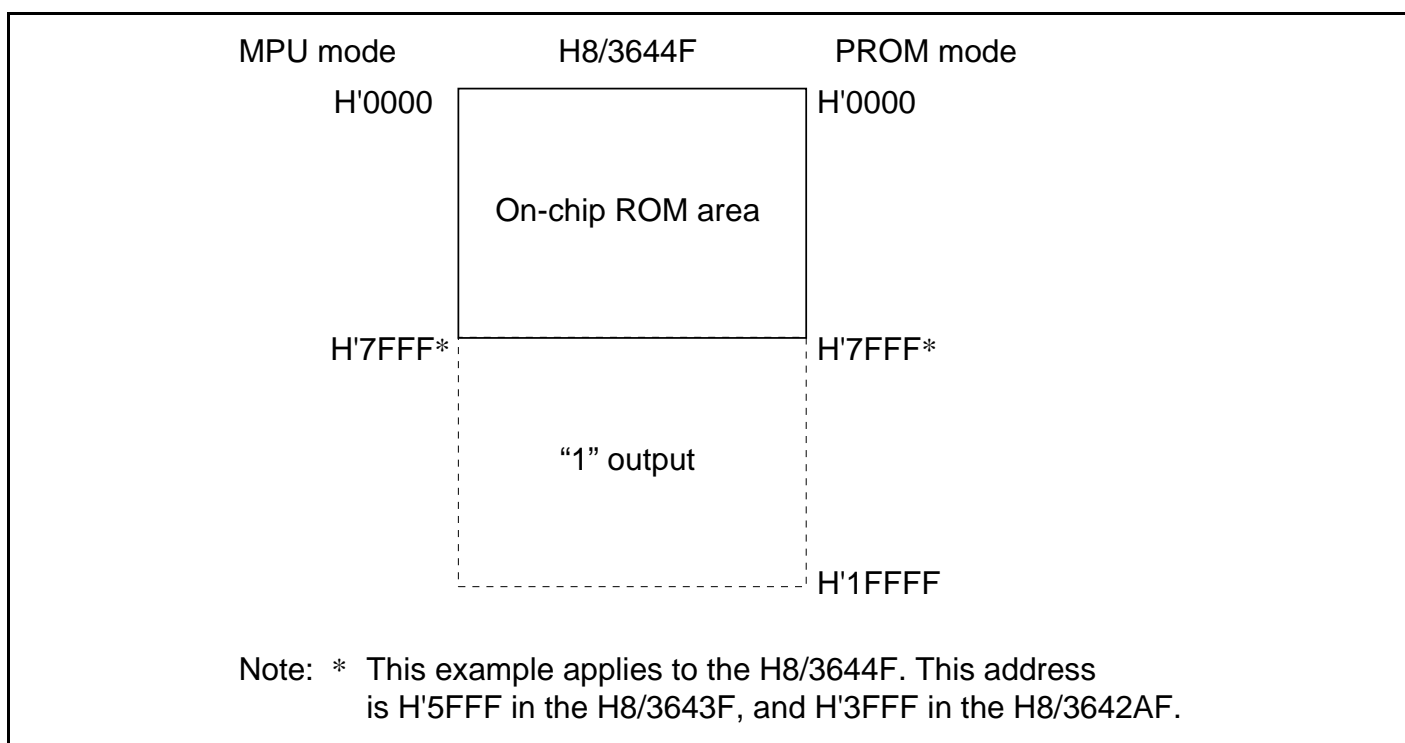 MPU mode H8/3644F PROM mode
H'0000 H'0000
On-chip ROM area
H'7FFF* H'7FFF*
“1” output
H'1FFFF
Note: * This example applies to the H8/3644F. This address
is H'5FFF in the H8/3643F, and H'3FFF in the H8/3642AF.